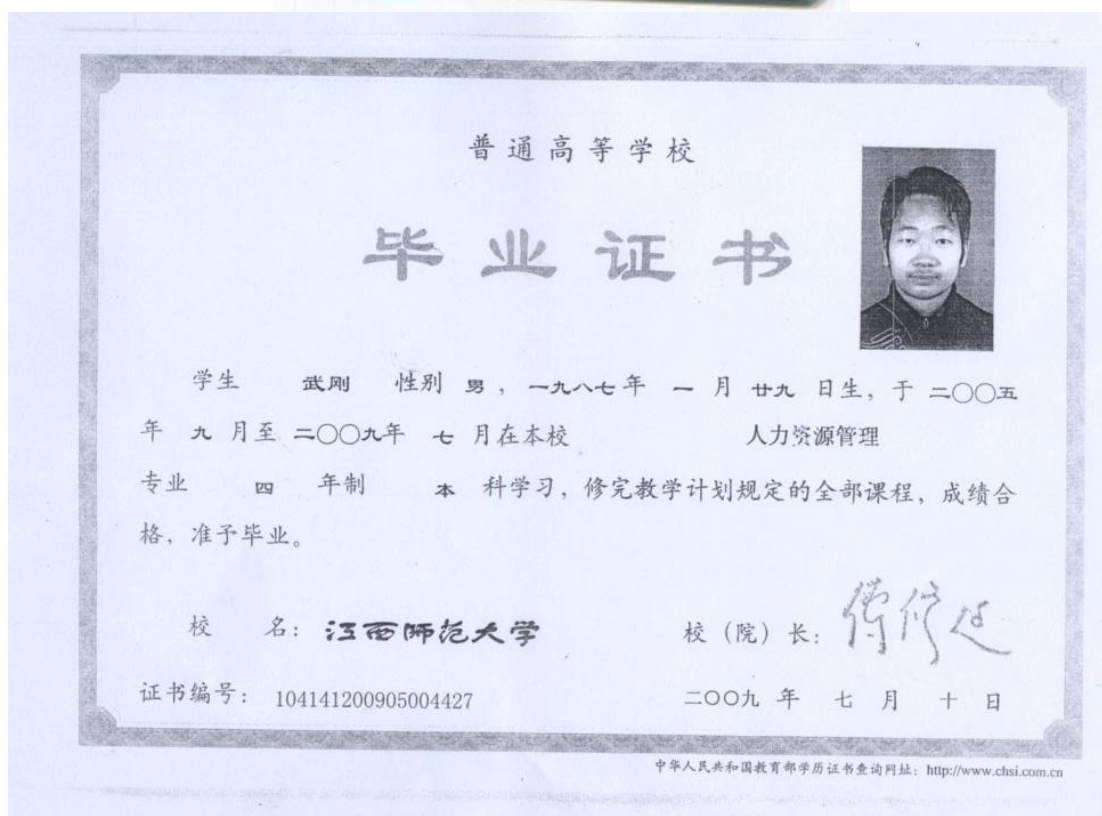 普通高等学校
毕业证书
学生 武刚 性别 男，一九八七年 一 月 廿九 日生，于 二〇〇五
年 九 月至 二〇〇九年 七 月在本校 人力资源管理
专业 四 年制 本 科学习，修完教学计划规定的全部课程，成绩合
格，准予毕业。
校 名：江西师范大学 校（院）长：傅修延
证书编号：104141200905004427 二〇〇九 年 七 月 十 日
中华人民共和国教育部学历证书查询网址：http://www.chsi.com.cn